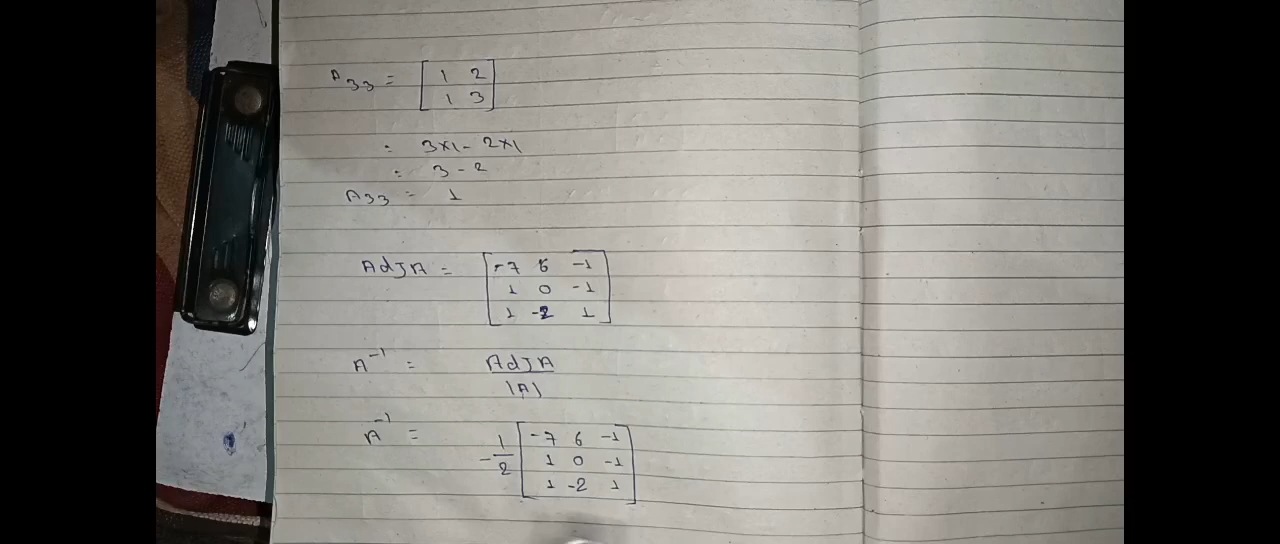 A33 = [1 2
1 3]
= 3×1 - 2×1
= 3 - 2
A33 = 1
AdJA = [-7 6 -1
1 0 -1
1 -2 1]
A⁻¹ = AdJA
|A|
A⁻¹ = -1/2 [-7 6 -1
1 0 -1
1 -2 1]